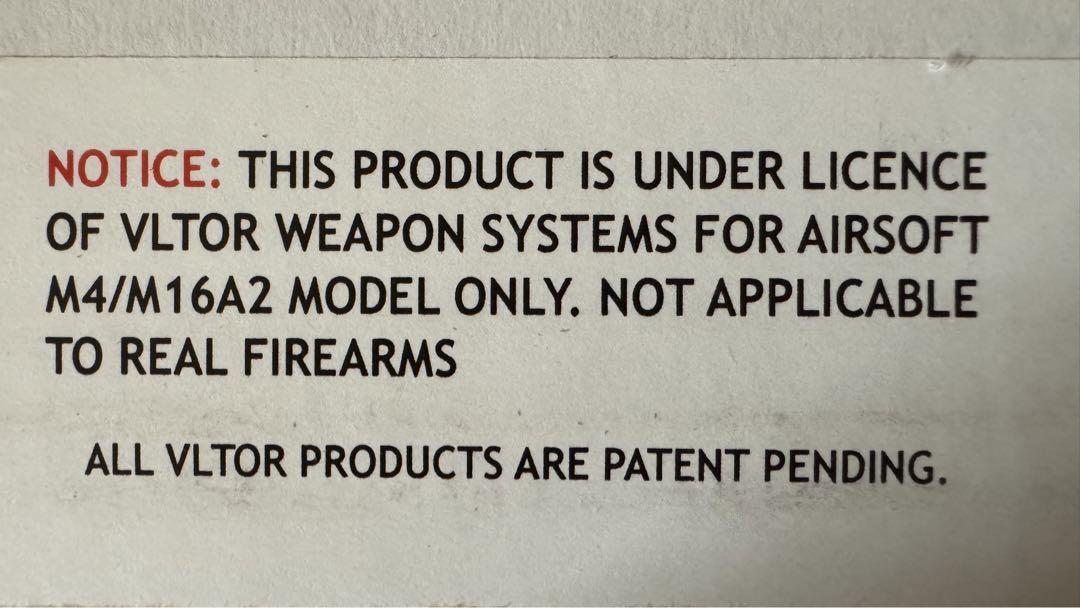 NOTICE: THIS PRODUCT IS UNDER LICENCE
OF VLTOR WEAPON SYSTEMS FOR AIRSOFT
M4/M16A2 MODEL ONLY. NOT APPLICABLE
TO REAL FIREARMS
ALL VLTOR PRODUCTS ARE PATENT PENDING.